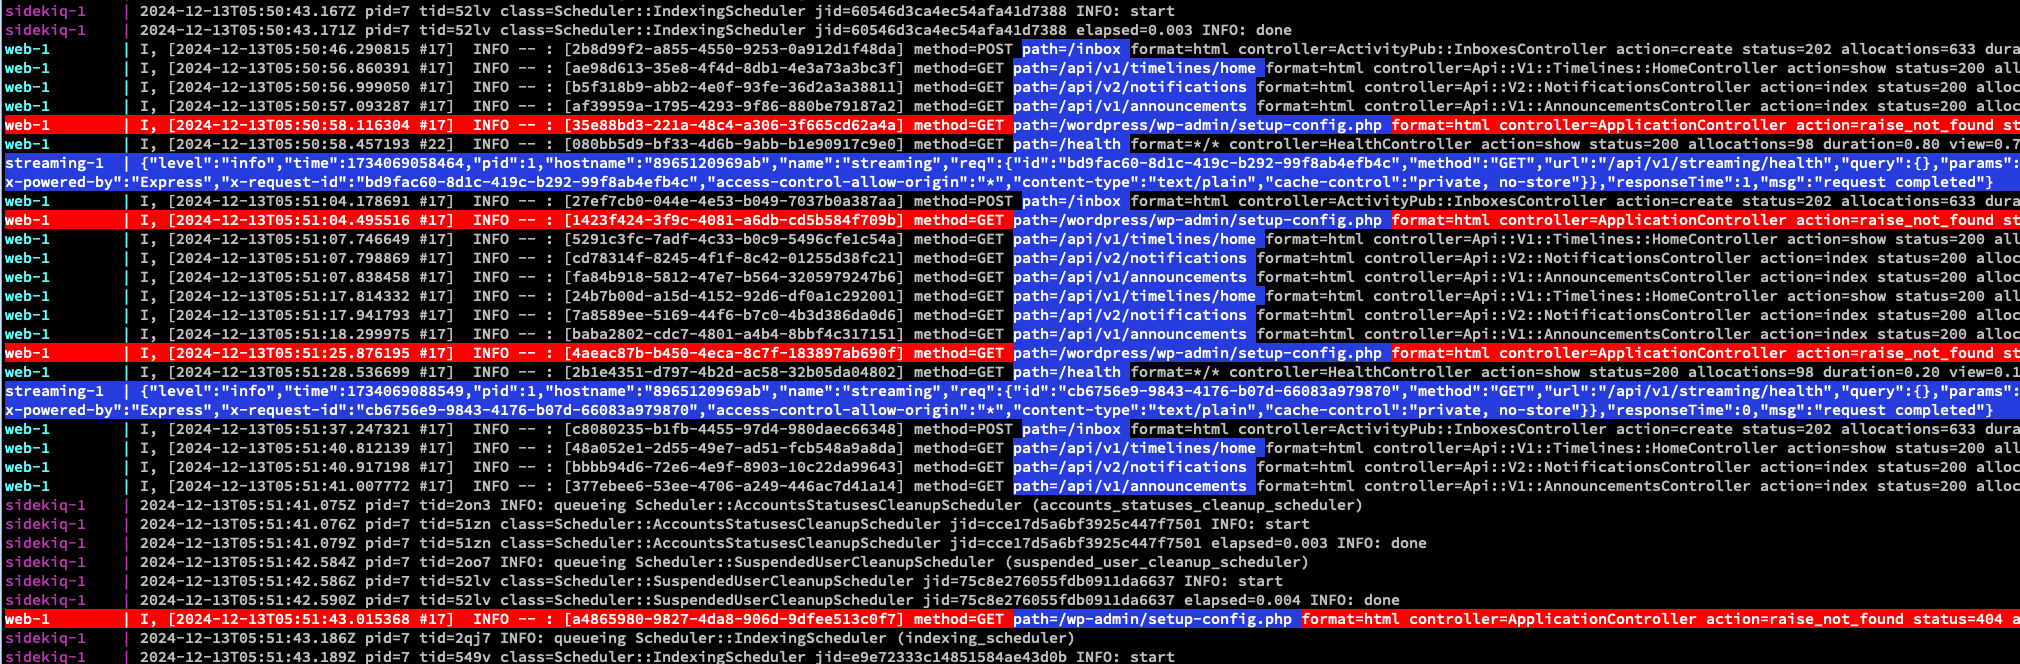 sidekiq-1 | 2024-12-13T05:50:43.167Z pid=7 tid=52lv class=Scheduler::IndexingScheduler jid=60546d3ca4ec54afa41d7388 INFO: start
sidekiq-1 | 2024-12-13T05:50:43.171Z pid=7 tid=52lv class=Scheduler::IndexingScheduler jid=60546d3ca4ec54afa41d7388 elapsed=0.003 INFO: done
web-1 | I, [2024-12-13T05:50:46.290815 #17] INFO -- : [2b8d99f2-a855-4550-9253-0a912d1f48da] method=POST path=/inbox format=html controller=ActivityPub::InboxesController action=create status=202 allocations=633 dura
web-1 | I, [2024-12-13T05:50:56.860391 #17] INFO -- : [ae98d613-35e8-4f4d-8db1-4e3a73a3bc3f] method=GET path=/api/v1/timelines/home format=html controller=Api::V1::Timelines::HomeController action=show status=200 all
web-1 | I, [2024-12-13T05:50:56.999050 #17] INFO -- : [b5f318b9-abb2-4e0f-93fe-36d2a3a38811] method=GET path=/api/v2/notifications format=html controller=Api::V2::NotificationsController action=index status=200 alloc
web-1 | I, [2024-12-13T05:50:57.093287 #17] INFO -- : [af39959a-1795-4293-9f86-880be79187a2] method=GET path=/api/v1/announcements format=html controller=Api::V1::AnnouncementsController action=index status=200 alloc
web-1 | I, [2024-12-13T05:50:58.116304 #17] INFO -- : [35e88bd3-221a-48c4-a306-3f665cd62a4a] method=GET path=/wordpress/wp-admin/setup-config.php format=html controller=ApplicationController action=raise_not_found st
web-1 | I, [2024-12-13T05:50:58.457193 #22] INFO -- : [080bb5d9-bf33-4d6b-9abb-b1e90917c9e0] method=GET path=/health format=*/* controller=HealthController action=show status=200 allocations=98 duration=0.80 view=0.7
streaming-1 | {"level":"info","time":1734069058464,"pid":1,"hostname":"8965120969ab","name":"streaming","req":{"id":"bd9fac60-8d1c-419c-b292-99f8ab4efb4c","method":"GET","url":"/api/v1/streaming/health","query":{},"params":
x-powered-by":"Express","x-request-id":"bd9fac60-8d1c-419c-b292-99f8ab4efb4c","access-control-allow-origin":"*","content-type":"text/plain","cache-control":"private, no-store"}},"responseTime":1,"msg":"request completed"}
web-1 | I, [2024-12-13T05:51:04.178691 #17] INFO -- : [27ef7cb0-044e-4e53-b049-7037b0a387aa] method=POST path=/inbox format=html controller=ActivityPub::InboxesController action=create status=202 allocations=633 dura
web-1 | I, [2024-12-13T05:51:04.495516 #17] INFO -- : [1423f424-3f9c-4081-a6db-cd5b584f709b] method=GET path=/wordpress/wp-admin/setup-config.php format=html controller=ApplicationController action=raise_not_found st
web-1 | I, [2024-12-13T05:51:07.746649 #17] INFO -- : [5291c3fc-7adf-4c33-b0c9-5496cfe1c54a] method=GET path=/api/v1/timelines/home format=html controller=Api::V1::Timelines::HomeController action=show status=200 all
web-1 | I, [2024-12-13T05:51:07.798869 #17] INFO -- : [cd78314f-8245-4f1f-8c42-01255d38fc21] method=GET path=/api/v2/notifications format=html controller=Api::V2::NotificationsController action=index status=200 alloc
web-1 | I, [2024-12-13T05:51:07.838458 #17] INFO -- : [fa84b918-5812-47e7-b564-3205979247b6] method=GET path=/api/v1/announcements format=html controller=Api::V1::AnnouncementsController action=index status=200 alloc
web-1 | I, [2024-12-13T05:51:17.814332 #17] INFO -- : [24b7b00d-a15d-4152-92d6-df0a1c292001] method=GET path=/api/v1/timelines/home format=html controller=Api::V1::Timelines::HomeController action=show status=200 all
web-1 | I, [2024-12-13T05:51:17.941793 #17] INFO -- : [7a8589ee-5169-44f6-b7c0-4b3d386da0d6] method=GET path=/api/v2/notifications format=html controller=Api::V2::NotificationsController action=index status=200 alloc
web-1 | I, [2024-12-13T05:51:18.299975 #17] INFO -- : [baba2802-cdc7-4801-a4b4-8bbf4c317151] method=GET path=/api/v1/announcements format=html controller=Api::V1::AnnouncementsController action=index status=200 alloc
web-1 | I, [2024-12-13T05:51:25.876195 #17] INFO -- : [4aeac87b-b450-4eca-8c7f-183897ab690f] method=GET path=/wordpress/wp-admin/setup-config.php format=html controller=ApplicationController action=raise_not_found st
web-1 | I, [2024-12-13T05:51:28.536699 #22] INFO -- : [2b1e4351-d797-4b2d-ac58-32b05da04802] method=GET path=/health format=*/* controller=HealthController action=show status=200 allocations=98 duration=0.20 view=0.1
streaming-1 | {"level":"info","time":1734069088549,"pid":1,"hostname":"8965120969ab","name":"streaming","req":{"id":"cb6756e9-9843-4176-b07d-66083a979870","method":"GET","url":"/api/v1/streaming/health","query":{},"params":
x-powered-by":"Express","x-request-id":"cb6756e9-9843-4176-b07d-66083a979870","access-control-allow-origin":"*","content-type":"text/plain","cache-control":"private, no-store"}},"responseTime":0,"msg":"request completed"}
web-1 | I, [2024-12-13T05:51:37.247321 #17] INFO -- : [c8080235-b1fb-4455-97d4-980daec66348] method=POST path=/inbox format=html controller=ActivityPub::InboxesController action=create status=202 allocations=633 dura
web-1 | I, [2024-12-13T05:51:40.812139 #17] INFO -- : [48a052e1-2d55-49e7-ad51-fcb548a9a8da] method=GET path=/api/v1/timelines/home format=html controller=Api::V1::Timelines::HomeController action=show status=200 all
web-1 | I, [2024-12-13T05:51:40.917198 #17] INFO -- : [bbbb94d6-72e6-4e9f-8903-10c22da99643] method=GET path=/api/v2/notifications format=html controller=Api::V2::NotificationsController action=index status=200 alloc
web-1 | I, [2024-12-13T05:51:41.007772 #17] INFO -- : [377ebee6-53ee-4706-a249-446ac7d41a14] method=GET path=/api/v1/announcements format=html controller=Api::V1::AnnouncementsController action=index status=200 alloc
sidekiq-1 | 2024-12-13T05:51:41.075Z pid=7 tid=2on3 INFO: queueing Scheduler::AccountsStatusesCleanupScheduler (accounts_statuses_cleanup_scheduler)
sidekiq-1 | 2024-12-13T05:51:41.076Z pid=7 tid=51zn class=Scheduler::AccountsStatusesCleanupScheduler jid=cce17d5a6bf3925c447f7501 INFO: start
sidekiq-1 | 2024-12-13T05:51:41.079Z pid=7 tid=51zn class=Scheduler::AccountsStatusesCleanupScheduler jid=cce17d5a6bf3925c447f7501 elapsed=0.003 INFO: done
sidekiq-1 | 2024-12-13T05:51:42.584Z pid=7 tid=2oo7 INFO: queueing Scheduler::SuspendedUserCleanupScheduler (suspended_user_cleanup_scheduler)
sidekiq-1 | 2024-12-13T05:51:42.586Z pid=7 tid=52lv class=Scheduler::SuspendedUserCleanupScheduler jid=75c8e276055fdb0911da6637 INFO: start
sidekiq-1 | 2024-12-13T05:51:42.590Z pid=7 tid=52lv class=Scheduler::SuspendedUserCleanupScheduler jid=75c8e276055fdb0911da6637 elapsed=0.004 INFO: done
web-1 | I, [2024-12-13T05:51:43.015368 #17] INFO -- : [a4865980-9827-4da8-906d-9dfee513c0f7] method=GET path=/wp-admin/setup-config.php format=html controller=ApplicationController action=raise_not_found status=404 a
sidekiq-1 | 2024-12-13T05:51:43.186Z pid=7 tid=2qj7 INFO: queueing Scheduler::IndexingScheduler (indexing_scheduler)
sidekiq-1 | 2024-12-13T05:51:43.189Z pid=7 tid=549v class=Scheduler::IndexingScheduler jid=e9e72333c14851584ae43d0b INFO: start